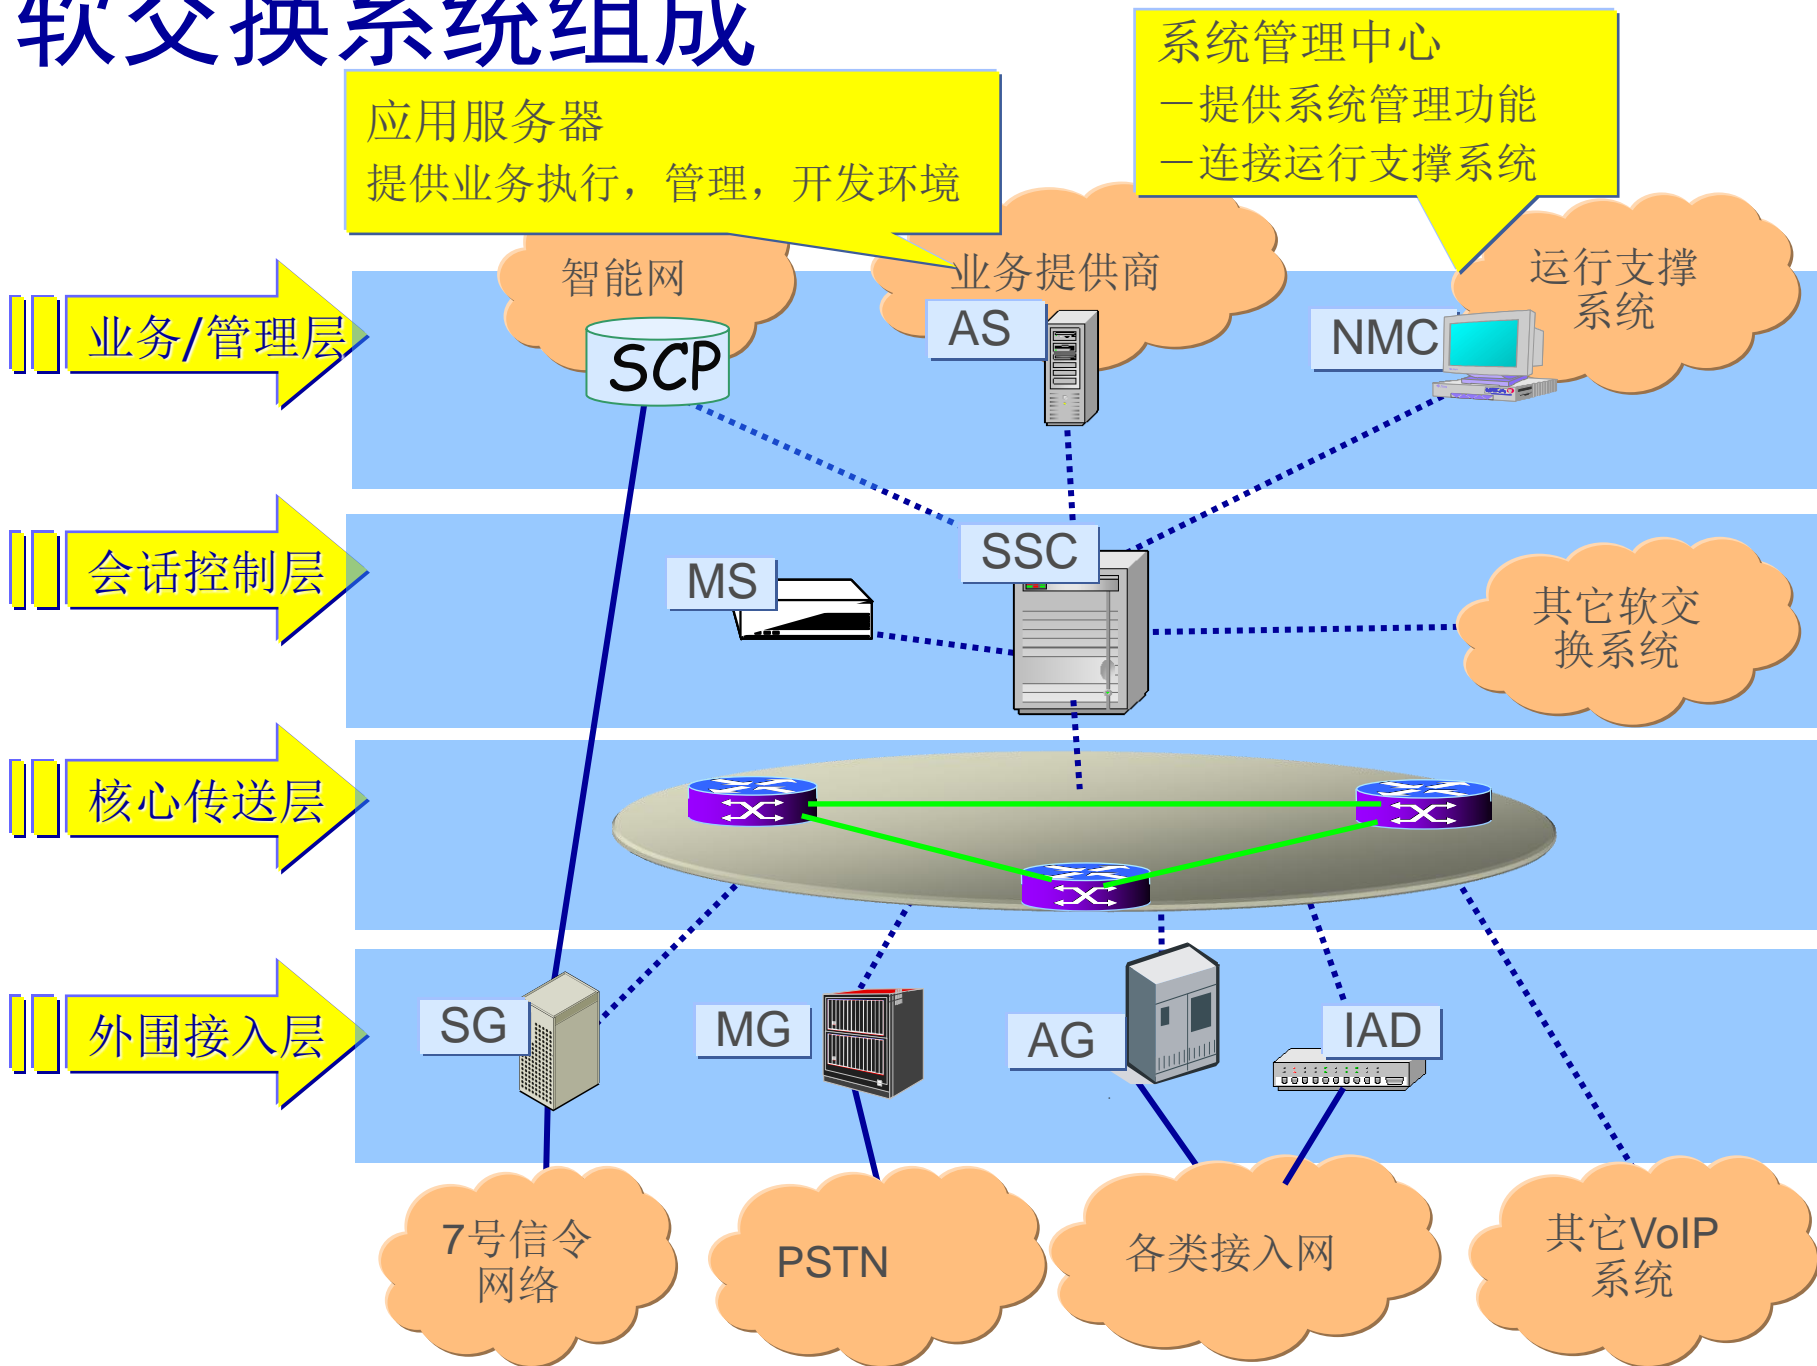 软交换系统组成
系统管理中心
－提供系统管理功能
－连接运行支撑系统
应用服务器
提供业务执行，管理，开发环境
智能网
业务提供商
运行支撑
系统
业务/管理层
SCP
AS
NMC
会话控制层
MS
SSC
其它软交
换系统
核心传送层
外围接入层
SG
MG
AG
IAD
7号信令
网络
PSTN
各类接入网
其它VoIP
系统